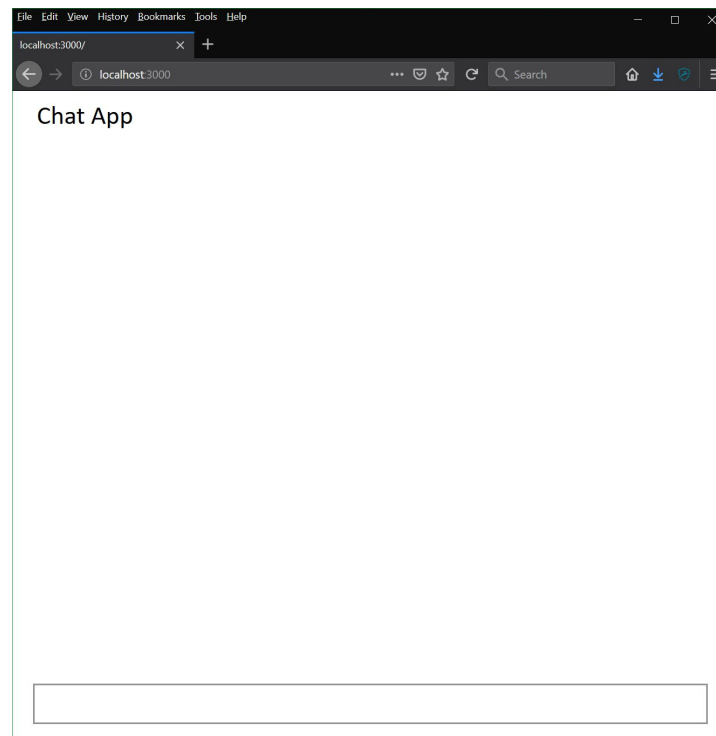 File Edit View History Bookmarks Tools Help
localhost:3000/
localhost:3000
Search
Chat App